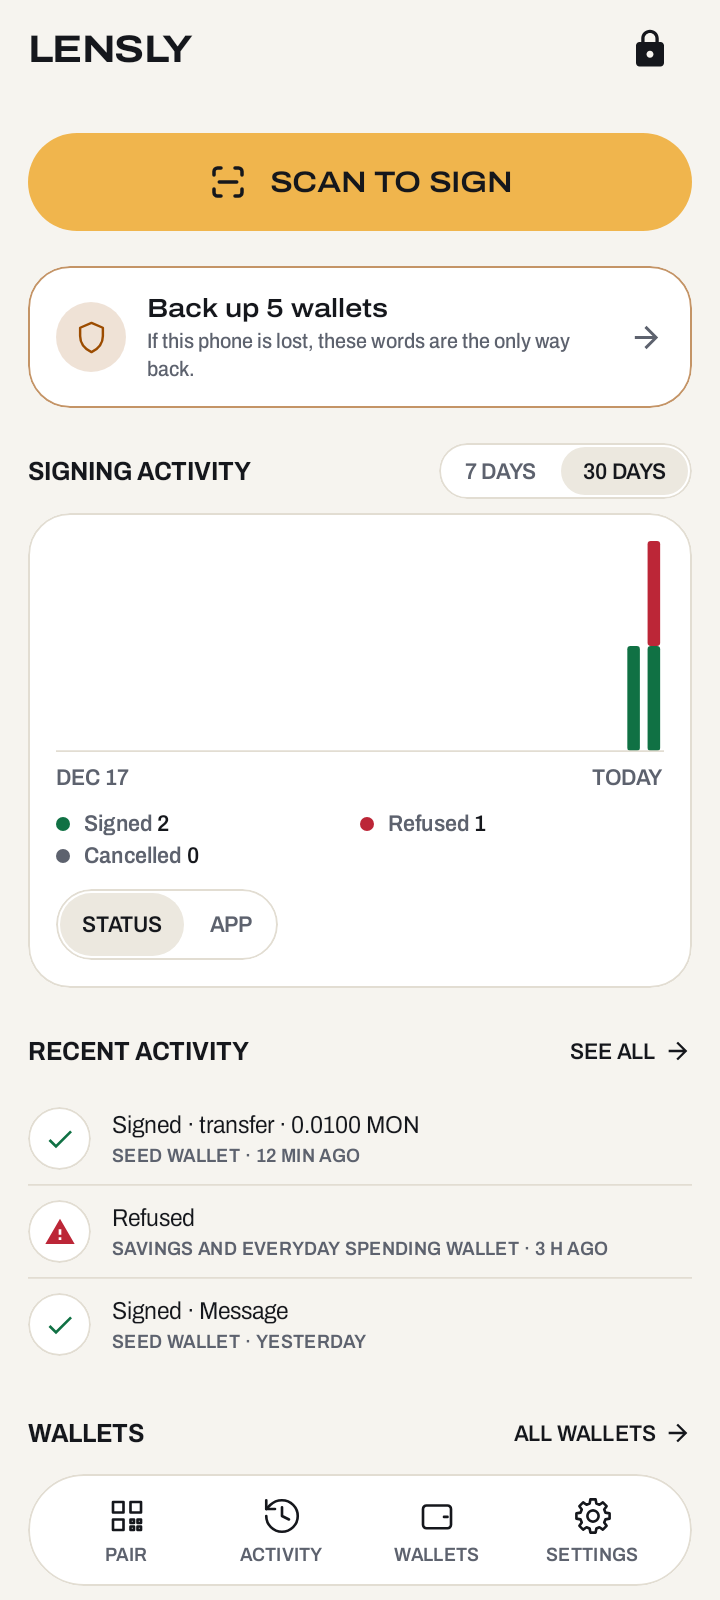 LENSLY
SCAN TO SIGN
Back up 5 wallets
If this phone is lost, these words are the only way
back.
SIGNING ACTIVITY
7 DAYS
30 DAYS
DEC 17
TODAY
Signed 2
Refused 1
Cancelled 0
STATUS
APP
RECENT ACTIVITY
SEE ALL
Signed · transfer · 0.0100 MON
SEED WALLET · 12 MIN AGO
Refused
SAVINGS AND EVERYDAY SPENDING WALLET · 3 H AGO
Signed · Message
SEED WALLET · YESTERDAY
WALLETS
ALL WALLETS
PAIR
ACTIVITY
WALLETS
SETTINGS